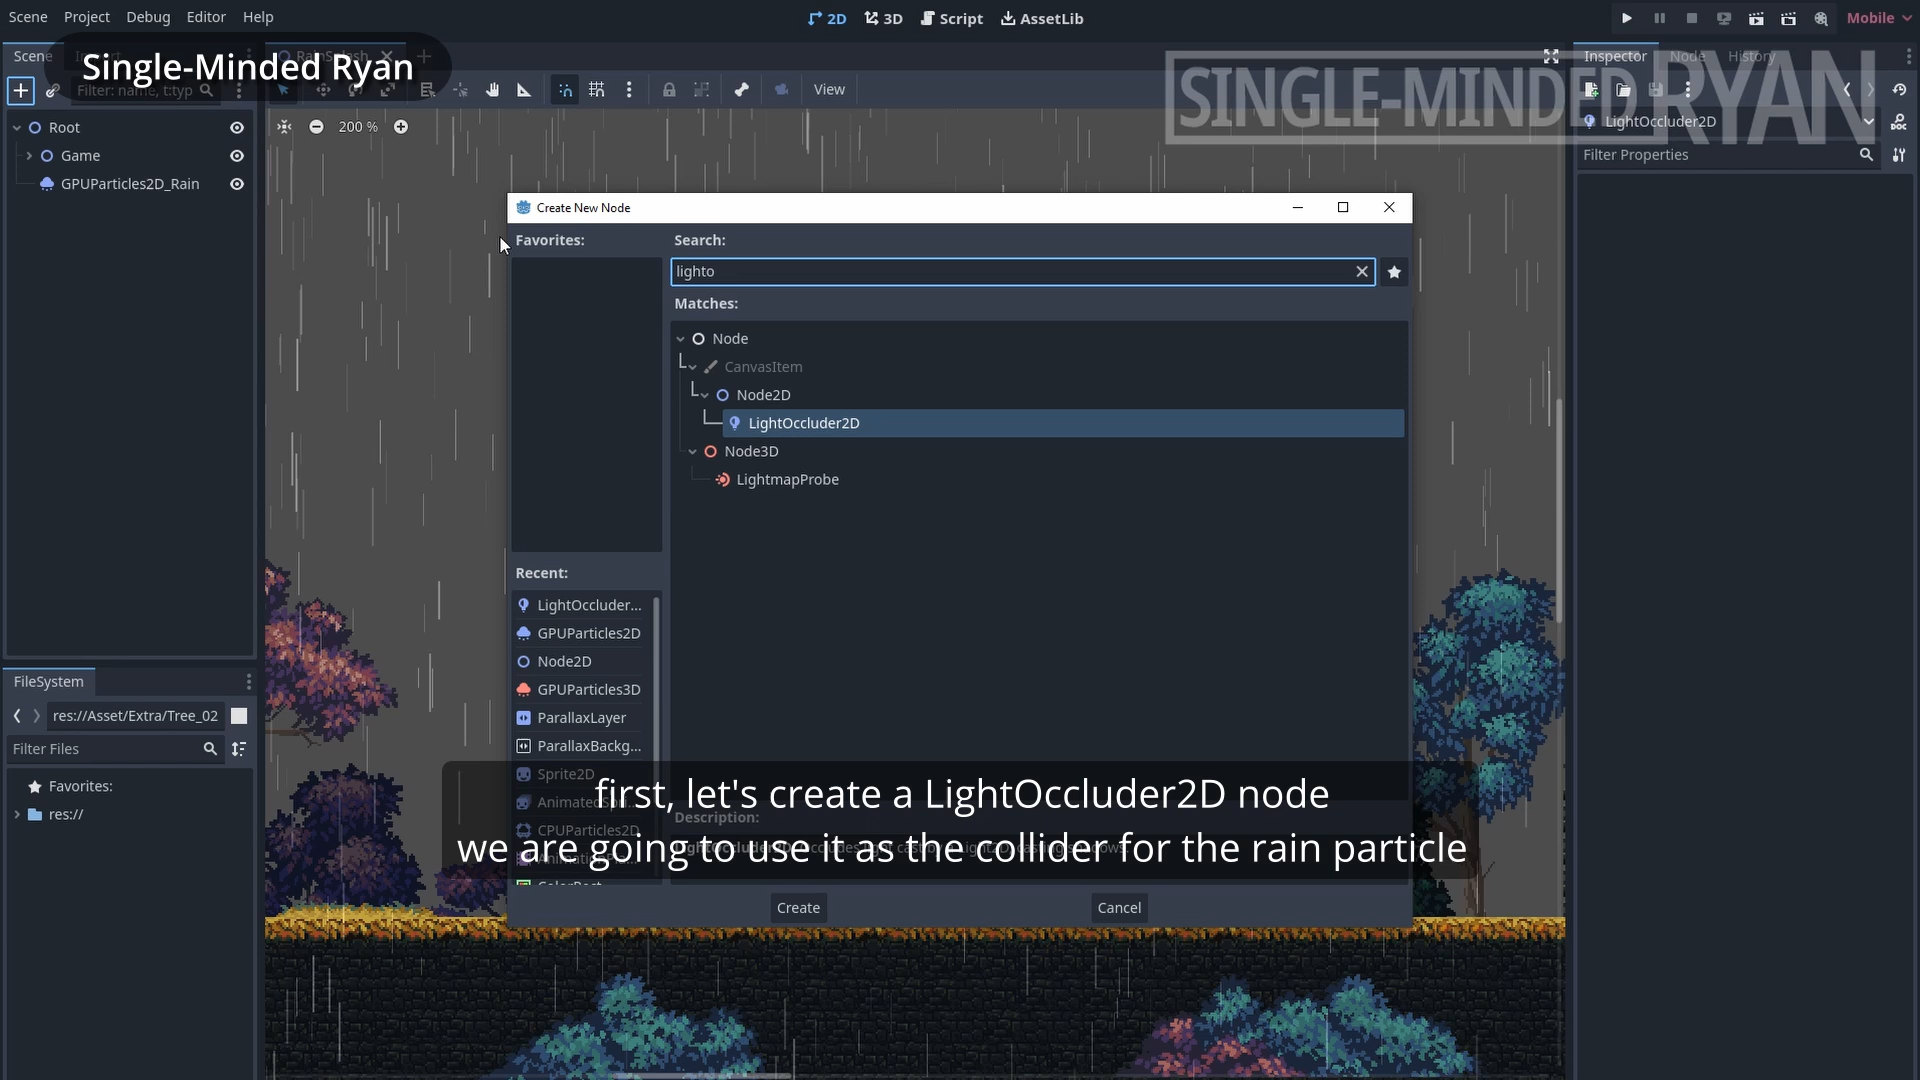 Scene Project Debug Editor Help
2D 3D Script AssetLib
Mobile
Scene
Single-Minded Ryan
RainSplash
Inspector Node History
Filter: name, t:typ
View
SINGLE-MINDED RYAN
200 %
LightOccluder2D
Filter Properties
Root
Game
GPUParticles2D_Rain
Create New Node
Favorites:
Search:
lighto
Matches:
Node
CanvasItem
Node2D
LightOccluder2D
Node3D
LightmapProbe
Recent:
LightOccluder...
GPUParticles2D
Node2D
GPUParticles3D
ParallaxLayer
ParallaxBackg...
Sprite2D
CPUParticles2D
Description:
first, let's create a LightOccluder2D node
we are going to use it as the collider for the rain particle
Create
Cancel
FileSystem
res://Asset/Extra/Tree_02
Filter Files
Favorites:
res://